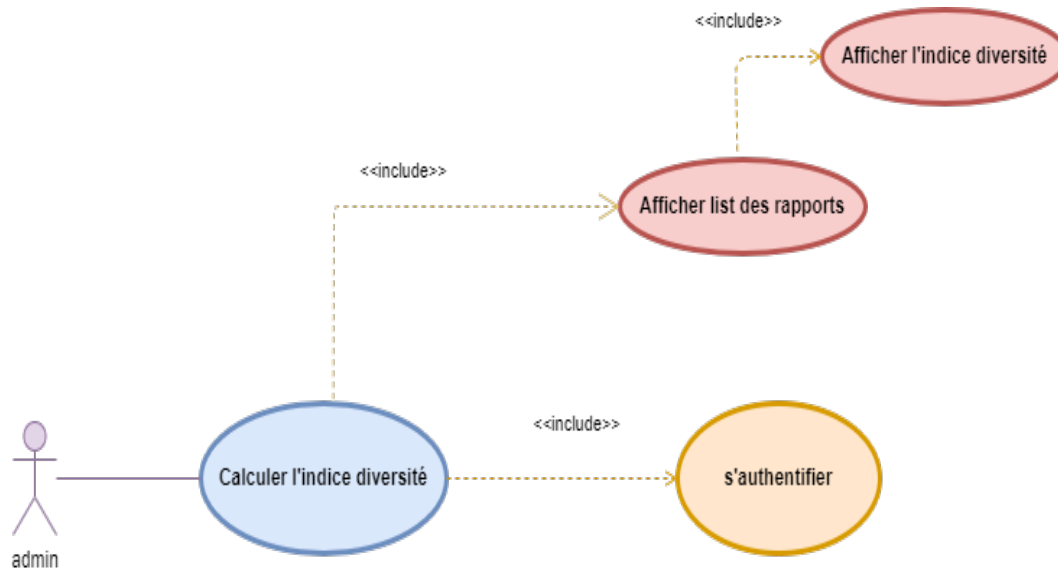 <<include>>
Afficher l'indice diversité
<<include>>
Afficher list des rapports
<<include>>
Calculer l'indice diversité
s'authentifier
admin